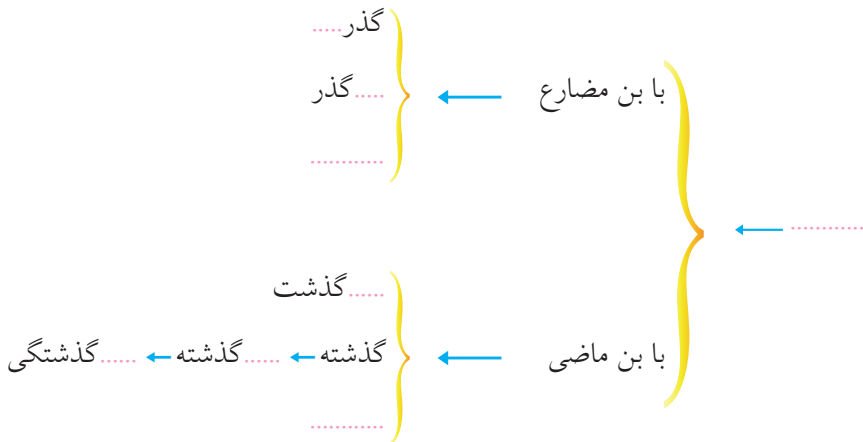 گذر.....
.....گذر
با بن مضارع
............
............
......گذشت
با بن ماضی
گذشته
......گذشته
......گذشتگی
............